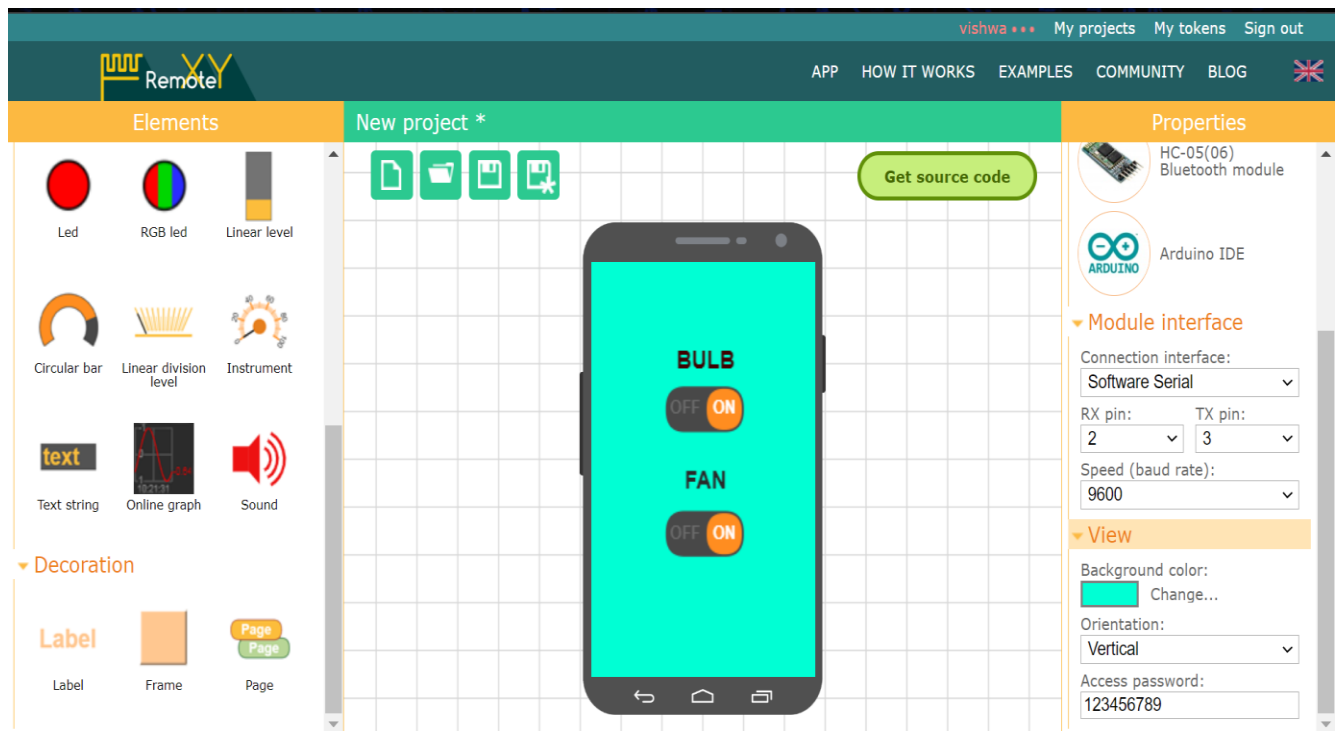 vishwa •••  My projects  My tokens  Sign out
RemoteXY
APP  HOW IT WORKS  EXAMPLES  COMMUNITY  BLOG
Elements
New project *
Properties
Led
RGB led
Linear level
Circular bar
Linear division
level
Instrument
text
Text string
Online graph
Sound
Decoration
Label
Page
Page
Label
Frame
Page
Get source code
BULB
OFF ON
FAN
OFF ON
HC-05(06)
Bluetooth module
ARDUINO
Arduino IDE
Module interface
Connection interface:
Software Serial
RX pin:  TX pin:
2  3
Speed (baud rate):
9600
View
Background color:
Change...
Orientation:
Vertical
Access password:
123456789